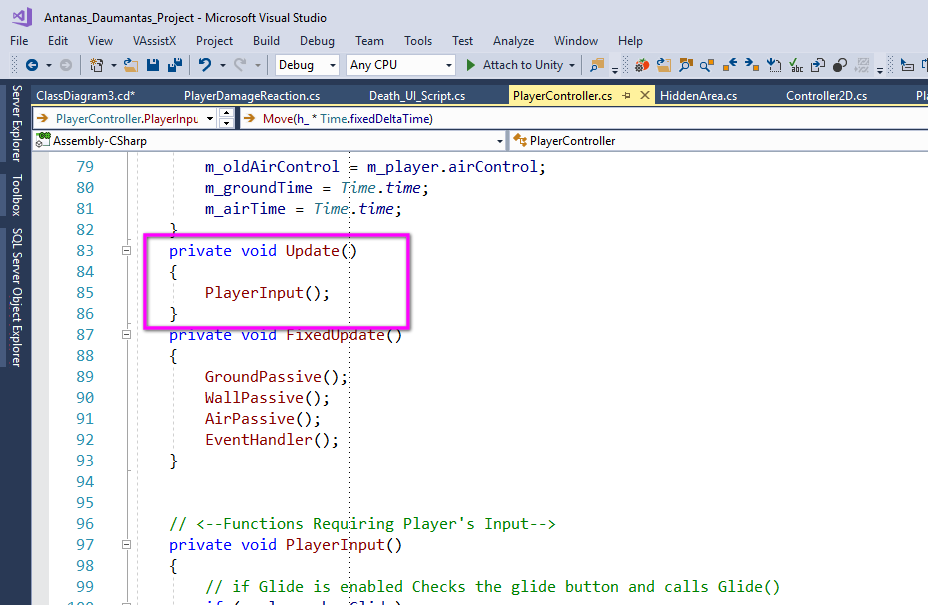 Antanas_Daumantas_Project - Microsoft Visual Studio
File Edit View VAssistX Project Build Debug Team Tools Test Analyze Window Help
Debug Any CPU Attach to Unity
ClassDiagram3.cd* PlayerDamageReaction.cs Death_UI_Script.cs PlayerController.cs HiddenArea.cs Controller2D.cs
PlayerController.PlayerInpu Move(h_ * Time.fixedDeltaTime)
Assembly-CSharp PlayerController
Server Explorer
Toolbox
SQL Server Object Explorer
79 m_oldAirControl = m_player.airControl;
80 m_groundTime = Time.time;
81 m_airTime = Time.time;
82 }
83 private void Update()
84 {
85 PlayerInput();
86 }
87 private void FixedUpdate()
88 {
89 GroundPassive();
90 WallPassive();
91 AirPassive();
92 EventHandler();
93 }
94
95
96 // <--Functions Requiring Player's Input-->
97 private void PlayerInput()
98 {
99 // if Glide is enabled Checks the glide button and calls Glide()